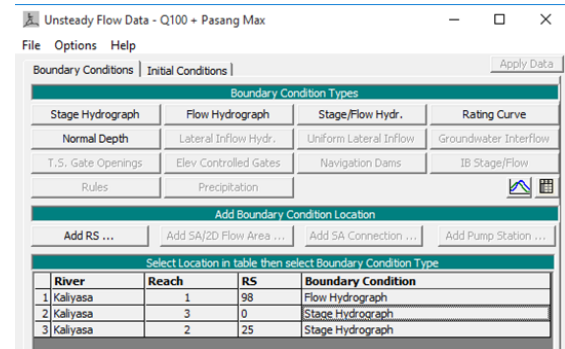 Unsteady Flow Data - Q100 + Pasang Max
File Options Help
Boundary Conditions Initial Conditions Apply Data
Boundary Condition Types
Stage Hydrograph Flow Hydrograph Stage/Flow Hydr. Rating Curve
Normal Depth Lateral Inflow Hydr. Uniform Lateral Inflow Groundwater Interflow
T.S. Gate Openings Elev Controlled Gates Navigation Dams IB Stage/Flow
Rules Precipitation
Add Boundary Condition Location
Add RS ... Add SA/2D Flow Area ... Add SA Connection ... Add Pump Station ...
Select Location in table then select Boundary Condition Type
River Reach RS Boundary Condition
1 Kaliyasa 1 98 Flow Hydrograph
2 Kaliyasa 3 0 Stage Hydrograph
3 Kaliyasa 2 25 Stage Hydrograph